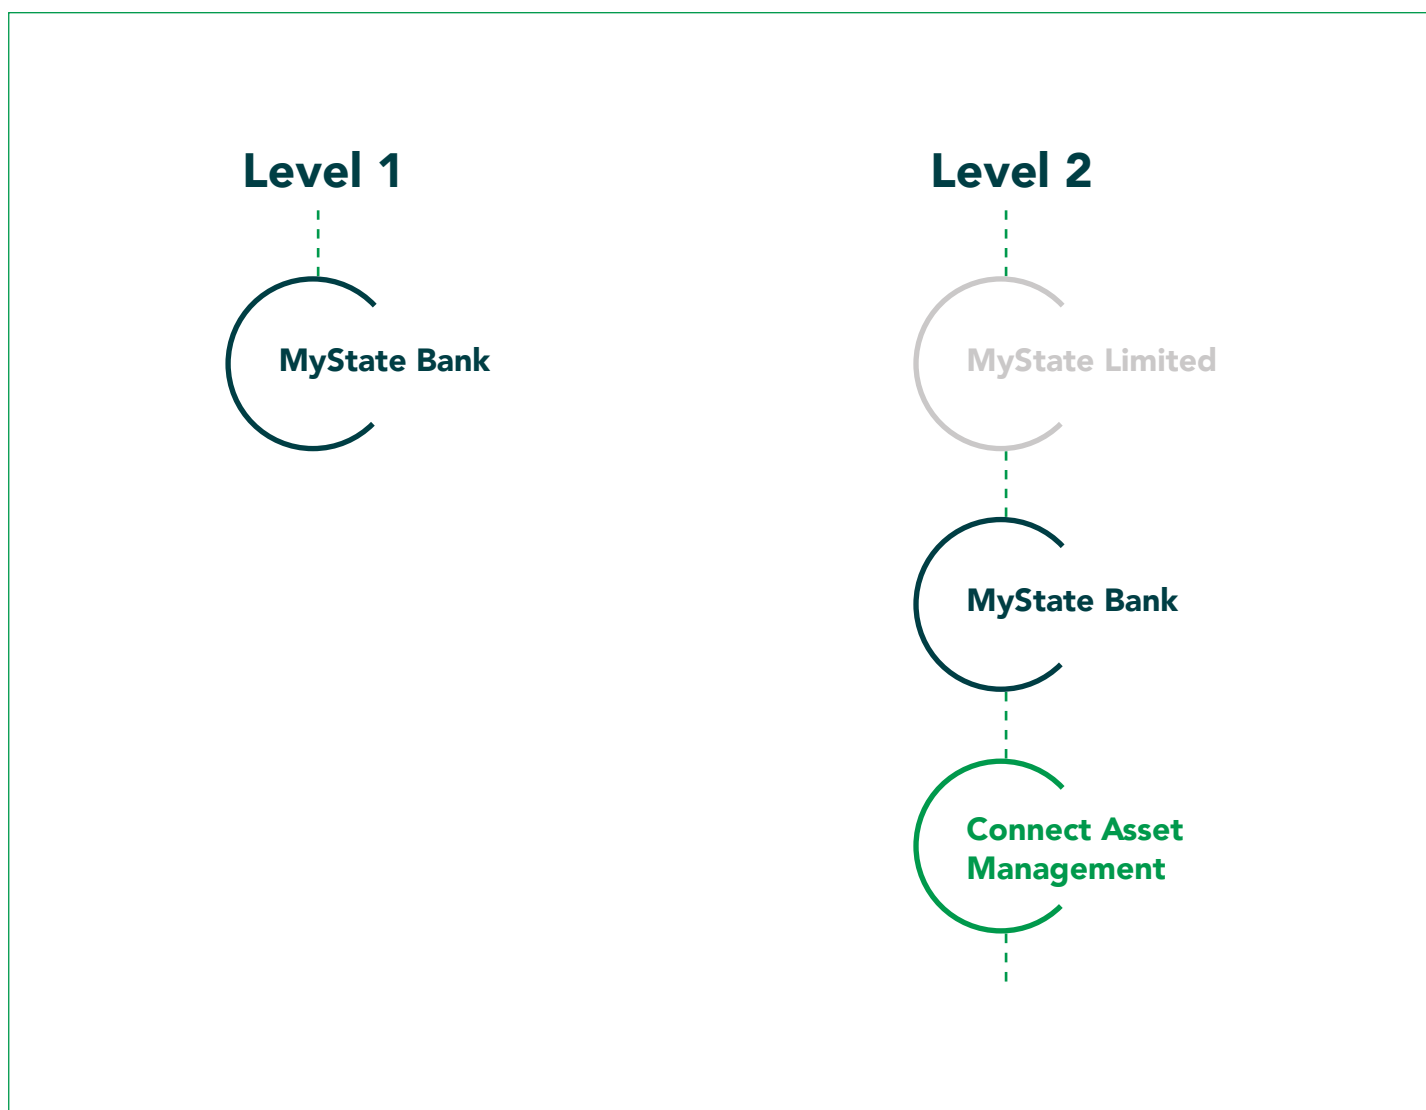 Level 1
MyState Bank
Level 2
MyState Limited
MyState Bank
Connect Asset
Management